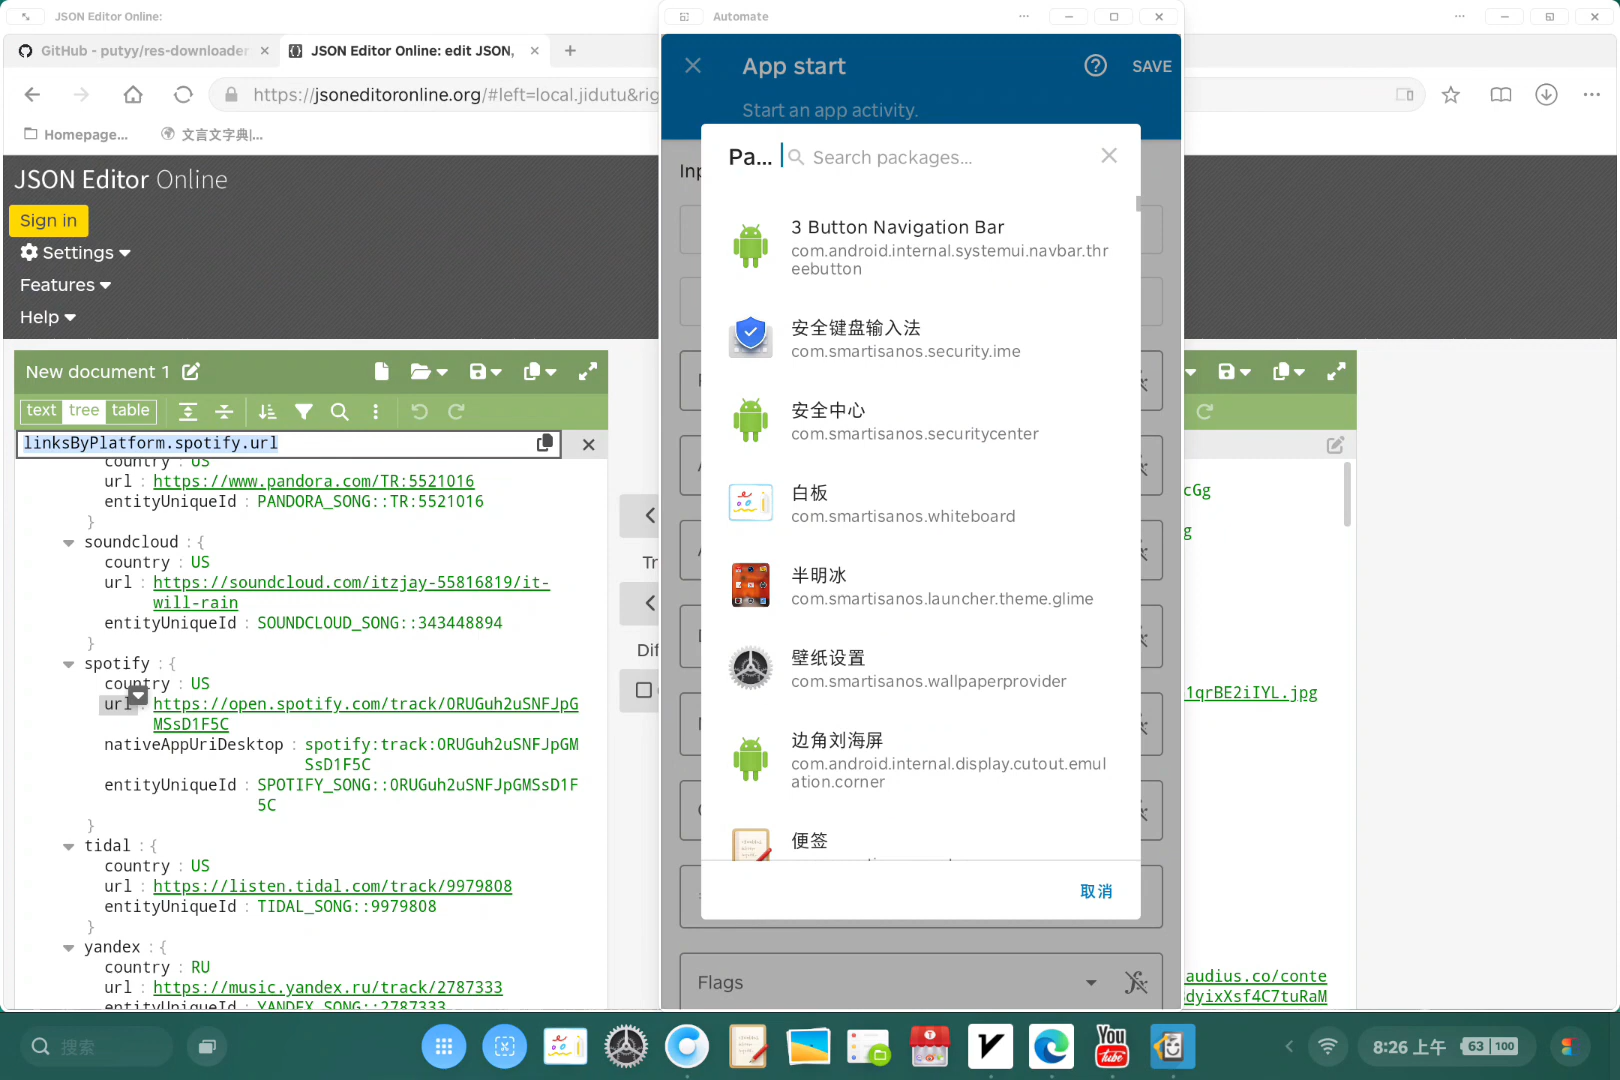 JSON Editor Online:
GitHub - putyy/res-downloader
JSON Editor Online: edit JSON,
https://jsoneditoronline.org/#left=local.jidutu&rig
Homepage...
文言文字典|...
JSON Editor Online
Sign in
Settings
Features
Help
New document 1
text tree table
linksByPlatform.spotify.url
country : US
url : https://www.pandora.com/TR:5521016
entityUniqueId : PANDORA_SONG::TR:5521016
}
soundcloud : {
country : US
url : https://soundcloud.com/itzjay-55816819/it-
will-rain
entityUniqueId : SOUNDCLOUD_SONG::343448894
}
spotify : {
country : US
url : https://open.spotify.com/track/0RUGuh2uSNFJpG
MSsD1F5C
nativeAppUriDesktop : spotify:track:0RUGuh2uSNFJpGM
SsD1F5C
entityUniqueId : SPOTIFY_SONG::0RUGuh2uSNFJpGMSsD1F
5C
}
tidal : {
country : US
url : https://listen.tidal.com/track/9979808
entityUniqueId : TIDAL_SONG::9979808
}
yandex : {
country : RU
url : https://music.yandex.ru/track/2787333
entityUniqueId : YANDEX_SONG::2787333
Tr
Dif
Automate
App start
SAVE
Start an app activity.
Inp
Pa...
Search packages...
3 Button Navigation Bar
com.android.internal.systemui.navbar.thr
eebutton
安全键盘输入法
com.smartisanos.security.ime
安全中心
com.smartisanos.securitycenter
白板
com.smartisanos.whiteboard
半明冰
com.smartisanos.launcher.theme.glime
壁纸设置
com.smartisanos.wallpaperprovider
边角刘海屏
com.android.internal.display.cutout.emul
ation.corner
便签
取消
Flags
cGg
g
1qrBE2iIYL.jpg
audius.co/conte
dyixXsf4C7tuRaM
搜索
You
Tube
8:26 上午
63 100